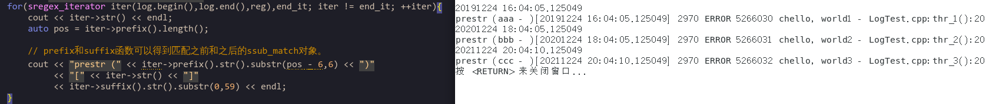 for(sregex_iterator iter(log.begin(),log.end(),reg),end_it; iter != end_it; ++iter){
cout << iter->str() << endl;
auto pos = iter->prefix().length();
// prefix和suffix函数可以得到匹配之前和之后的ssub_match对象。
cout << "prestr (" << iter->prefix().str().substr(pos - 6,6) << ")"
<< "[" << iter->str() << "]"
<< iter->suffix().str().substr(0,59) << endl;
}
20191224 16:04:05.125049
prestr (aaa - )[20191224 16:04:05.125049] 2970 ERROR 5266030 chello, world1 - LogTest.cpp:thr_1():20
20201224 18:04:05.125049
prestr (bbb - )[20201224 18:04:05.125049] 2970 ERROR 5266031 chello, world2 - LogTest.cpp:thr_2():20
20211224 20:04:10.125049
prestr (ccc - )[20211224 20:04:10.125049] 2970 ERROR 5266032 chello, world3 - LogTest.cpp:thr_3():20
按 <RETURN> 来关闭窗口...